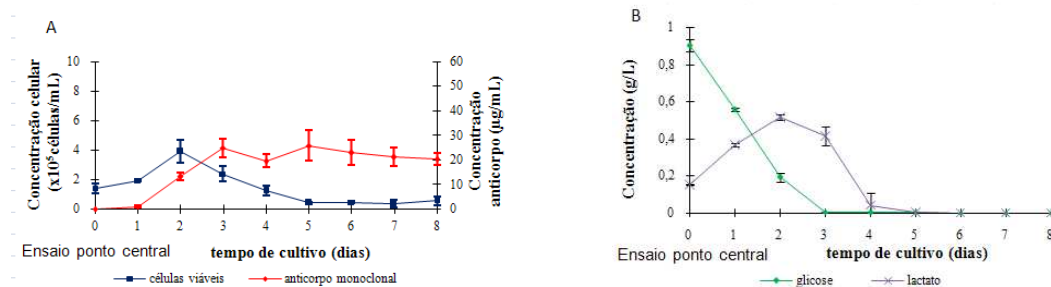 A
Concentração celular
(x10⁵células/mL)
10
8
6
4
2
0
60
50
40
30
20
10
0
Concentração
anticorpo (µg/mL)
0 1 2 3 4 5 6 7 8
Ensaio ponto central tempo de cultivo (dias)
células viáveis anticorpo monoclonal
B
Concentração (g/L)
1
0,8
0,6
0,4
0,2
0
0 1 2 3 4 5 6 7 8
Ensaio ponto central tempo de cultivo (dias)
glicose lactato